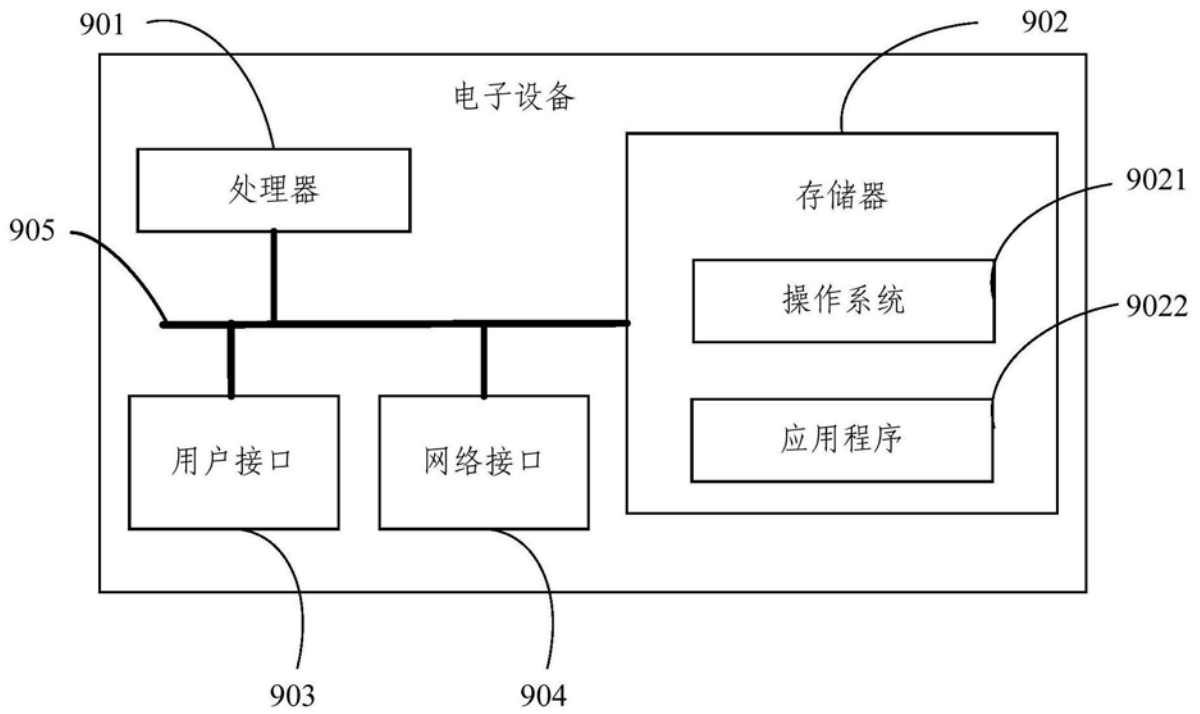 901
902
电子设备
处理器
存储器
9021
905
操作系统
9022
应用程序
用户接口
网络接口
903
904